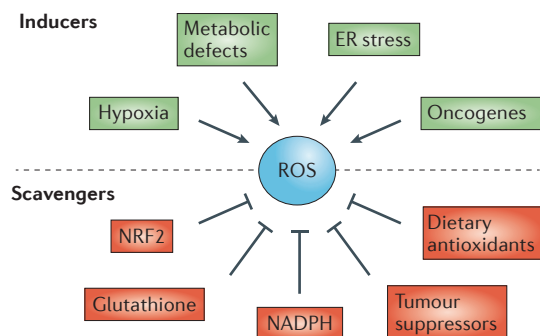 Inducers
Metabolic
defects
ER stress
Hypoxia
Oncogenes
ROS
Scavengers
NRF2
Dietary
antioxidants
Glutathione
NADPH
Tumour
suppressors